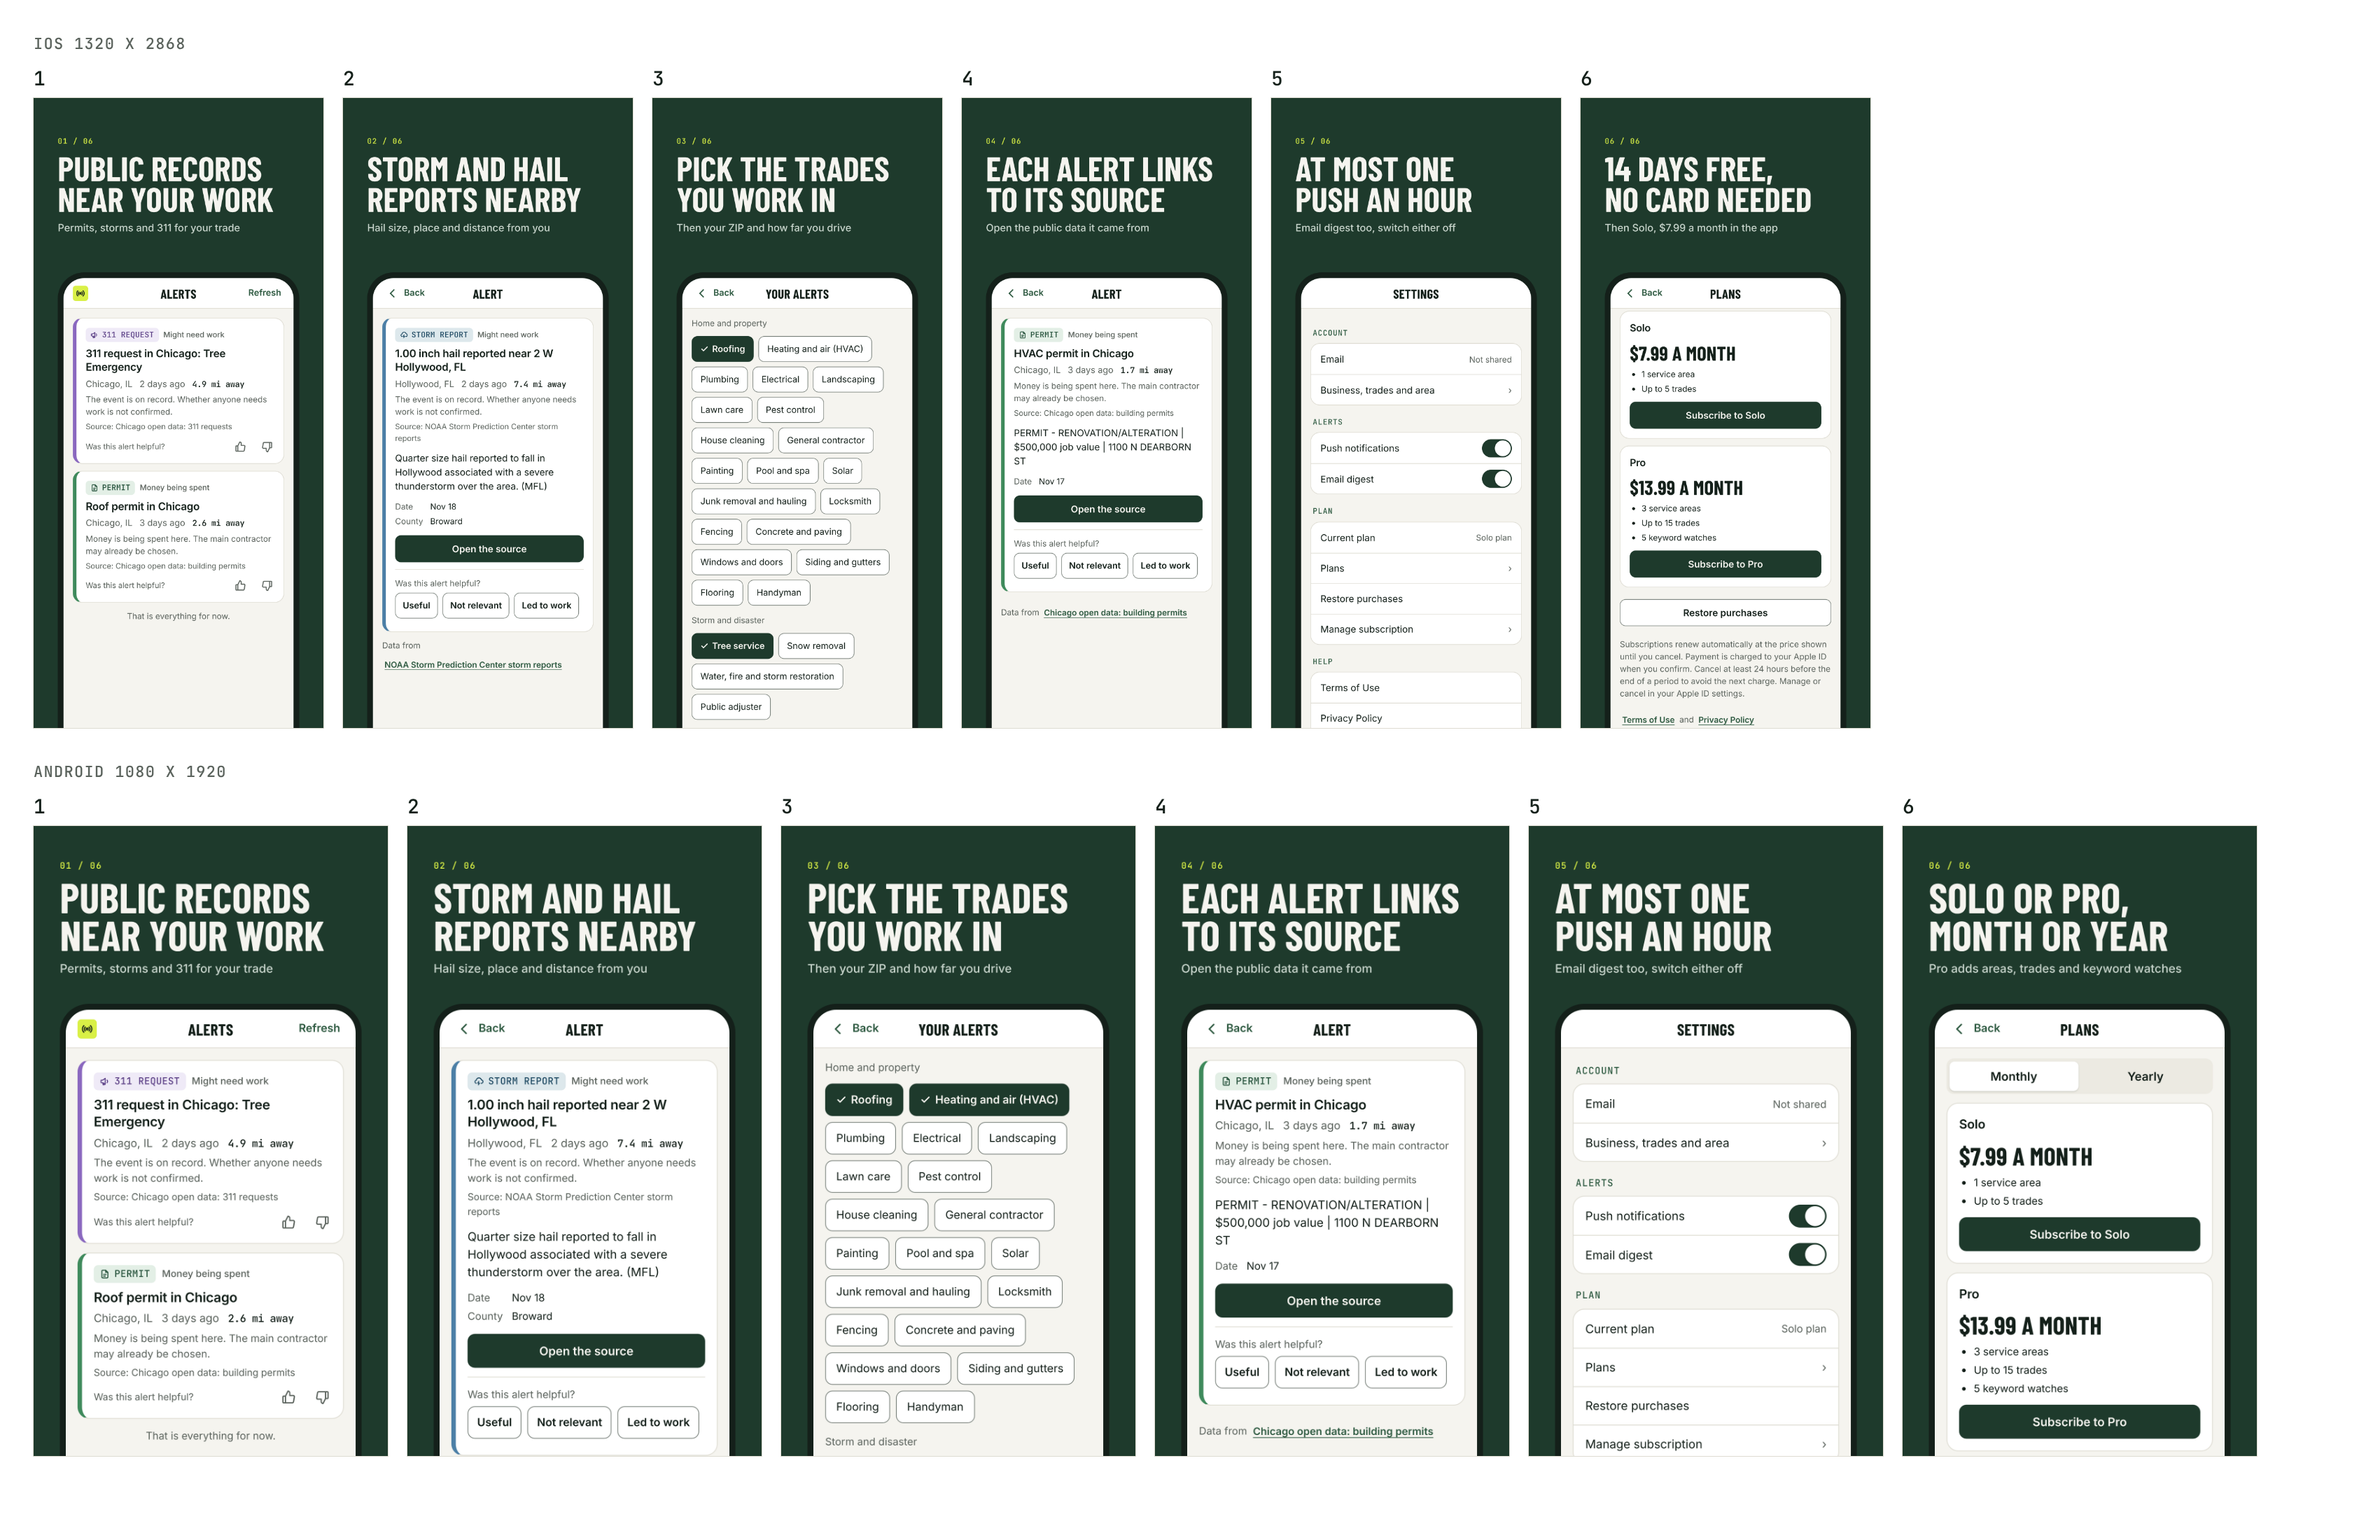 IOS 1320 X 2868
1
01 / 06
PUBLIC RECORDS
NEAR YOUR WORK
Permits, storms and 311 for your trade
ALERTS
Refresh
311 REQUEST
Might need work
311 request in Chicago: Tree
Emergency
Chicago, IL 2 days ago 4.9 mi away
The event is on record. Whether anyone needs
work is not confirmed.
Source: Chicago open data: 311 requests
Was this alert helpful?
PERMIT
Money being spent
Roof permit in Chicago
Chicago, IL 3 days ago 2.6 mi away
Money is being spent here. The main contractor
may already be chosen.
Source: Chicago open data: building permits
Was this alert helpful?
That is everything for now.
2
02 / 06
STORM AND HAIL
REPORTS NEARBY
Hail size, place and distance from you
Back
ALERT
STORM REPORT
Might need work
1.00 inch hail reported near 2 W
Hollywood, FL
Hollywood, FL 2 days ago 7.4 mi away
The event is on record. Whether anyone needs
work is not confirmed.
Source: NOAA Storm Prediction Center storm
reports
Quarter size hail reported to fall in
Hollywood associated with a severe
thunderstorm over the area. (MFL)
Date Nov 18
County Broward
Open the source
Was this alert helpful?
Useful
Not relevant
Led to work
Data from
NOAA Storm Prediction Center storm reports
3
03 / 06
PICK THE TRADES
YOU WORK IN
Then your ZIP and how far you drive
Back
YOUR ALERTS
Home and property
Roofing
Heating and air (HVAC)
Plumbing
Electrical
Landscaping
Lawn care
Pest control
House cleaning
General contractor
Painting
Pool and spa
Solar
Junk removal and hauling
Locksmith
Fencing
Concrete and paving
Windows and doors
Siding and gutters
Flooring
Handyman
Storm and disaster
Tree service
Snow removal
Water, fire and storm restoration
Public adjuster
4
04 / 06
EACH ALERT LINKS
TO ITS SOURCE
Open the public data it came from
Back
ALERT
PERMIT
Money being spent
HVAC permit in Chicago
Chicago, IL 3 days ago 1.7 mi away
Money is being spent here. The main contractor
may already be chosen.
Source: Chicago open data: building permits
PERMIT - RENOVATION/ALTERATION |
$500,000 job value | 1100 N DEARBORN
ST
Date Nov 17
Open the source
Was this alert helpful?
Useful
Not relevant
Led to work
Data from Chicago open data: building permits
5
05 / 06
AT MOST ONE
PUSH AN HOUR
Email digest too, switch either off
SETTINGS
ACCOUNT
Email
Not shared
Business, trades and area
ALERTS
Push notifications
Email digest
PLAN
Current plan
Solo plan
Plans
Restore purchases
Manage subscription
HELP
Terms of Use
Privacy Policy
6
06 / 06
14 DAYS FREE,
NO CARD NEEDED
Then Solo, $7.99 a month in the app
Back
PLANS
Solo
$7.99 A MONTH
• 1 service area
• Up to 5 trades
Subscribe to Solo
Pro
$13.99 A MONTH
• 3 service areas
• Up to 15 trades
• 5 keyword watches
Subscribe to Pro
Restore purchases
Subscriptions renew automatically at the price shown
until you cancel. Payment is charged to your Apple ID
when you confirm. Cancel at least 24 hours before the
end of a period to avoid the next charge. Manage or
cancel in your Apple ID settings.
Terms of Use and Privacy Policy
ANDROID 1080 X 1920
1
01 / 06
PUBLIC RECORDS
NEAR YOUR WORK
Permits, storms and 311 for your trade
ALERTS
Refresh
311 REQUEST
Might need work
311 request in Chicago: Tree
Emergency
Chicago, IL 2 days ago 4.9 mi away
The event is on record. Whether anyone needs
work is not confirmed.
Source: Chicago open data: 311 requests
Was this alert helpful?
PERMIT
Money being spent
Roof permit in Chicago
Chicago, IL 3 days ago 2.6 mi away
Money is being spent here. The main contractor
may already be chosen.
Source: Chicago open data: building permits
Was this alert helpful?
That is everything for now.
2
02 / 06
STORM AND HAIL
REPORTS NEARBY
Hail size, place and distance from you
Back
ALERT
STORM REPORT
Might need work
1.00 inch hail reported near 2 W
Hollywood, FL
Hollywood, FL 2 days ago 7.4 mi away
The event is on record. Whether anyone needs
work is not confirmed.
Source: NOAA Storm Prediction Center storm
reports
Quarter size hail reported to fall in
Hollywood associated with a severe
thunderstorm over the area. (MFL)
Date Nov 18
County Broward
Open the source
Was this alert helpful?
Useful
Not relevant
Led to work
3
03 / 06
PICK THE TRADES
YOU WORK IN
Then your ZIP and how far you drive
Back
YOUR ALERTS
Home and property
Roofing
Heating and air (HVAC)
Plumbing
Electrical
Landscaping
Lawn care
Pest control
House cleaning
General contractor
Painting
Pool and spa
Solar
Junk removal and hauling
Locksmith
Fencing
Concrete and paving
Windows and doors
Siding and gutters
Flooring
Handyman
Storm and disaster
4
04 / 06
EACH ALERT LINKS
TO ITS SOURCE
Open the public data it came from
Back
ALERT
PERMIT
Money being spent
HVAC permit in Chicago
Chicago, IL 3 days ago 1.7 mi away
Money is being spent here. The main contractor
may already be chosen.
Source: Chicago open data: building permits
PERMIT - RENOVATION/ALTERATION |
$500,000 job value | 1100 N DEARBORN
ST
Date Nov 17
Open the source
Was this alert helpful?
Useful
Not relevant
Led to work
Data from Chicago open data: building permits
5
05 / 06
AT MOST ONE
PUSH AN HOUR
Email digest too, switch either off
SETTINGS
ACCOUNT
Email
Not shared
Business, trades and area
ALERTS
Push notifications
Email digest
PLAN
Current plan
Solo plan
Plans
Restore purchases
Manage subscription
6
06 / 06
SOLO OR PRO,
MONTH OR YEAR
Pro adds areas, trades and keyword watches
Back
PLANS
Monthly
Yearly
Solo
$7.99 A MONTH
• 1 service area
• Up to 5 trades
Subscribe to Solo
Pro
$13.99 A MONTH
• 3 service areas
• Up to 15 trades
• 5 keyword watches
Subscribe to Pro